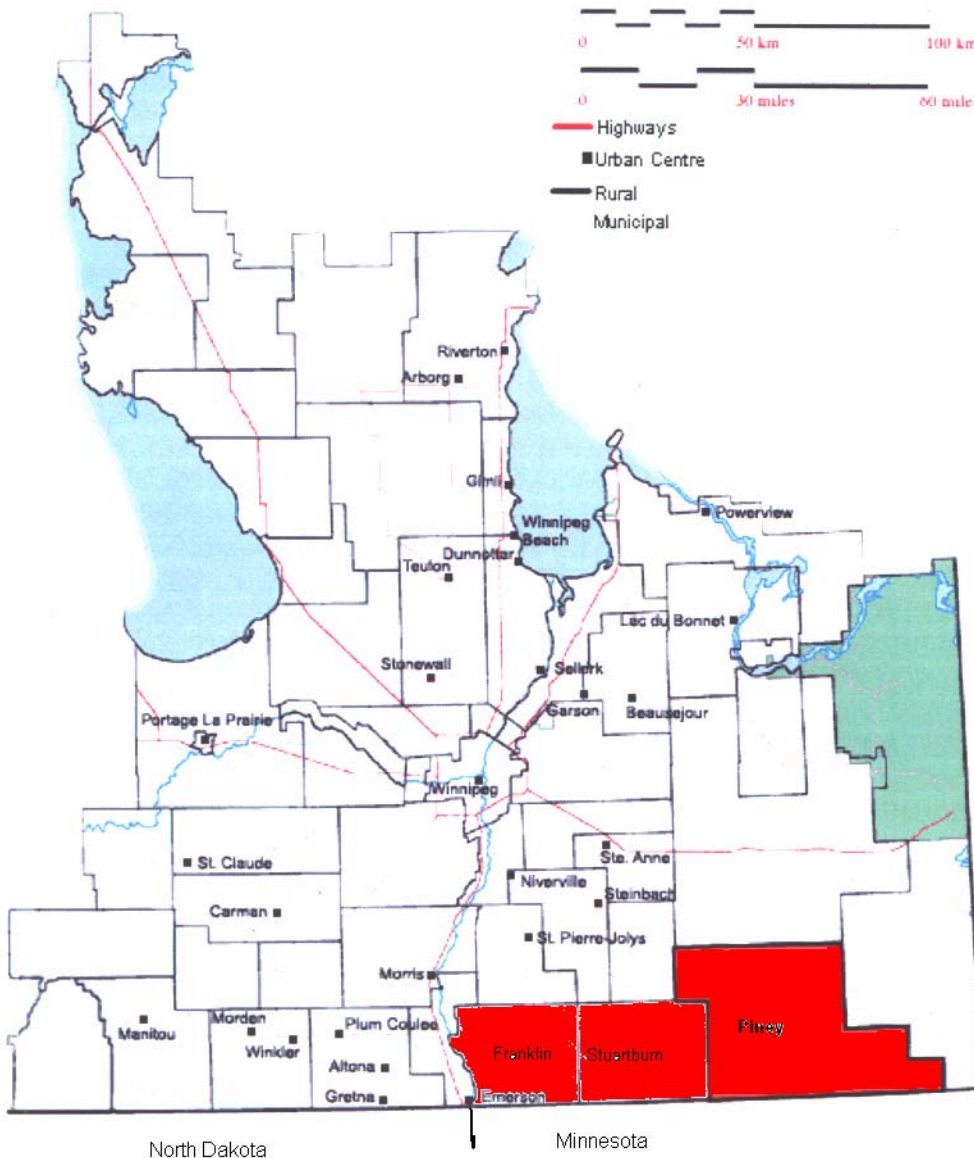 0 50 km 100 km
0 30 miles 60 miles
Highways
Urban Centre
Rural
Municipal
Riverton
Arborg
Gimli
Winnipeg
Beach
Powerview
Dunnottar
Teulon
Lac du Bonnet
Selkirk
Stonewall
Garson
Beausejour
Portage La Prairie
Winnipeg
St. Claude
Ste. Anne
Niverville
Steinbach
Carman
St. Pierre-Jolys
Morris
Manitou
Morden
Winkler
Plum Coulee
Franklin
Stuartburn
Piney
Altona
Gretna
Emerson
North Dakota
Minnesota